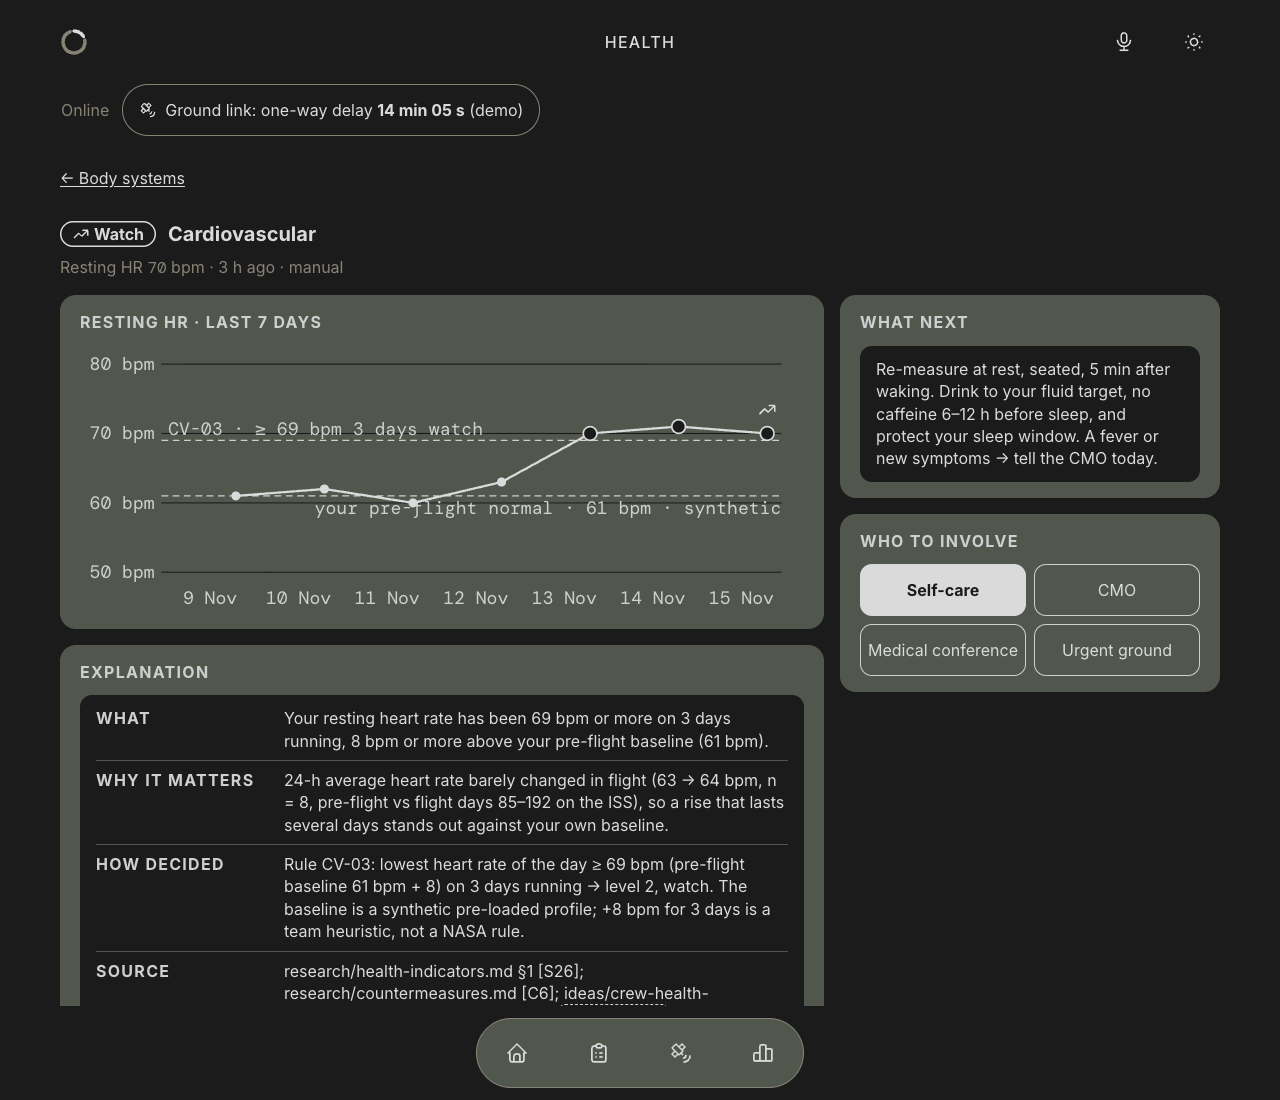 HEALTH
Online
Ground link: one-way delay 14 min 05 s (demo)
← Body systems
Watch
Cardiovascular
Resting HR 70 bpm · 3 h ago · manual
RESTING HR · LAST 7 DAYS
80 bpm
70 bpm
CV-03 · ≥ 69 bpm 3 days watch
60 bpm
your pre-flight normal · 61 bpm · synthetic
50 bpm
9 Nov
10 Nov
11 Nov
12 Nov
13 Nov
14 Nov
15 Nov
WHAT NEXT
Re-measure at rest, seated, 5 min after
waking. Drink to your fluid target, no
caffeine 6–12 h before sleep, and
protect your sleep window. A fever or
new symptoms → tell the CMO today.
WHO TO INVOLVE
Self-care
CMO
Medical conference
Urgent ground
EXPLANATION
WHAT
Your resting heart rate has been 69 bpm or more on 3 days
running, 8 bpm or more above your pre-flight baseline (61 bpm).
WHY IT MATTERS
24-h average heart rate barely changed in flight (63 → 64 bpm, n
= 8, pre-flight vs flight days 85–192 on the ISS), so a rise that lasts
several days stands out against your own baseline.
HOW DECIDED
Rule CV-03: lowest heart rate of the day ≥ 69 bpm (pre-flight
baseline 61 bpm + 8) on 3 days running → level 2, watch. The
baseline is a synthetic pre-loaded profile; +8 bpm for 3 days is a
team heuristic, not a NASA rule.
SOURCE
research/health-indicators.md §1 [S26];
research/countermeasures.md [C6]; ideas/crew-health-